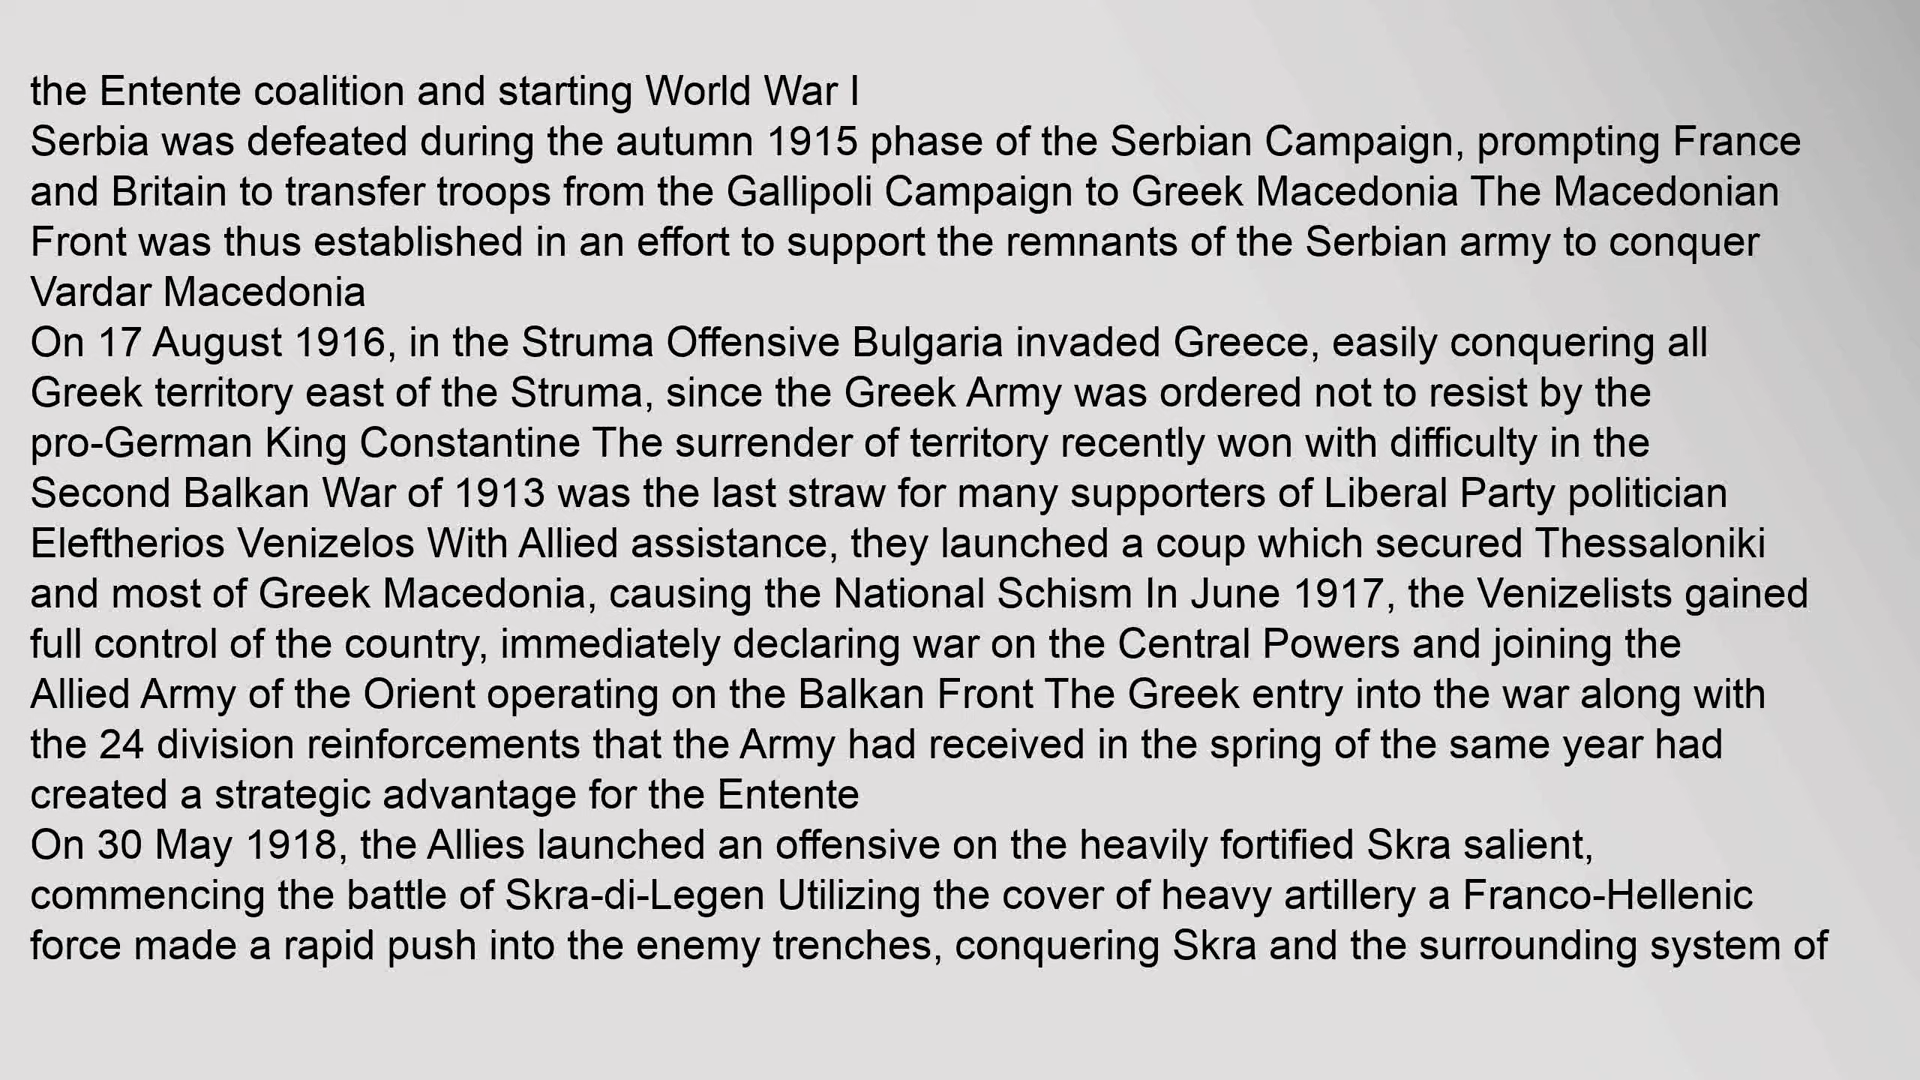 the Entente coalition and starting World War I
Serbia was defeated during the autumn 1915 phase of the Serbian Campaign, prompting France
and Britain to transfer troops from the Gallipoli Campaign to Greek Macedonia The Macedonian
Front was thus established in an effort to support the remnants of the Serbian army to conquer
Vardar Macedonia
On 17 August 1916, in the Struma Offensive Bulgaria invaded Greece, easily conquering all
Greek territory east of the Struma, since the Greek Army was ordered not to resist by the
pro-German King Constantine The surrender of territory recently won with difficulty in the
Second Balkan War of 1913 was the last straw for many supporters of Liberal Party politician
Eleftherios Venizelos With Allied assistance, they launched a coup which secured Thessaloniki
and most of Greek Macedonia, causing the National Schism In June 1917, the Venizelists gained
full control of the country, immediately declaring war on the Central Powers and joining the
Allied Army of the Orient operating on the Balkan Front The Greek entry into the war along with
the 24 division reinforcements that the Army had received in the spring of the same year had
created a strategic advantage for the Entente
On 30 May 1918, the Allies launched an offensive on the heavily fortified Skra salient,
commencing the battle of Skra-di-Legen Utilizing the cover of heavy artillery a Franco-Hellenic
force made a rapid push into the enemy trenches, conquering Skra and the surrounding system of